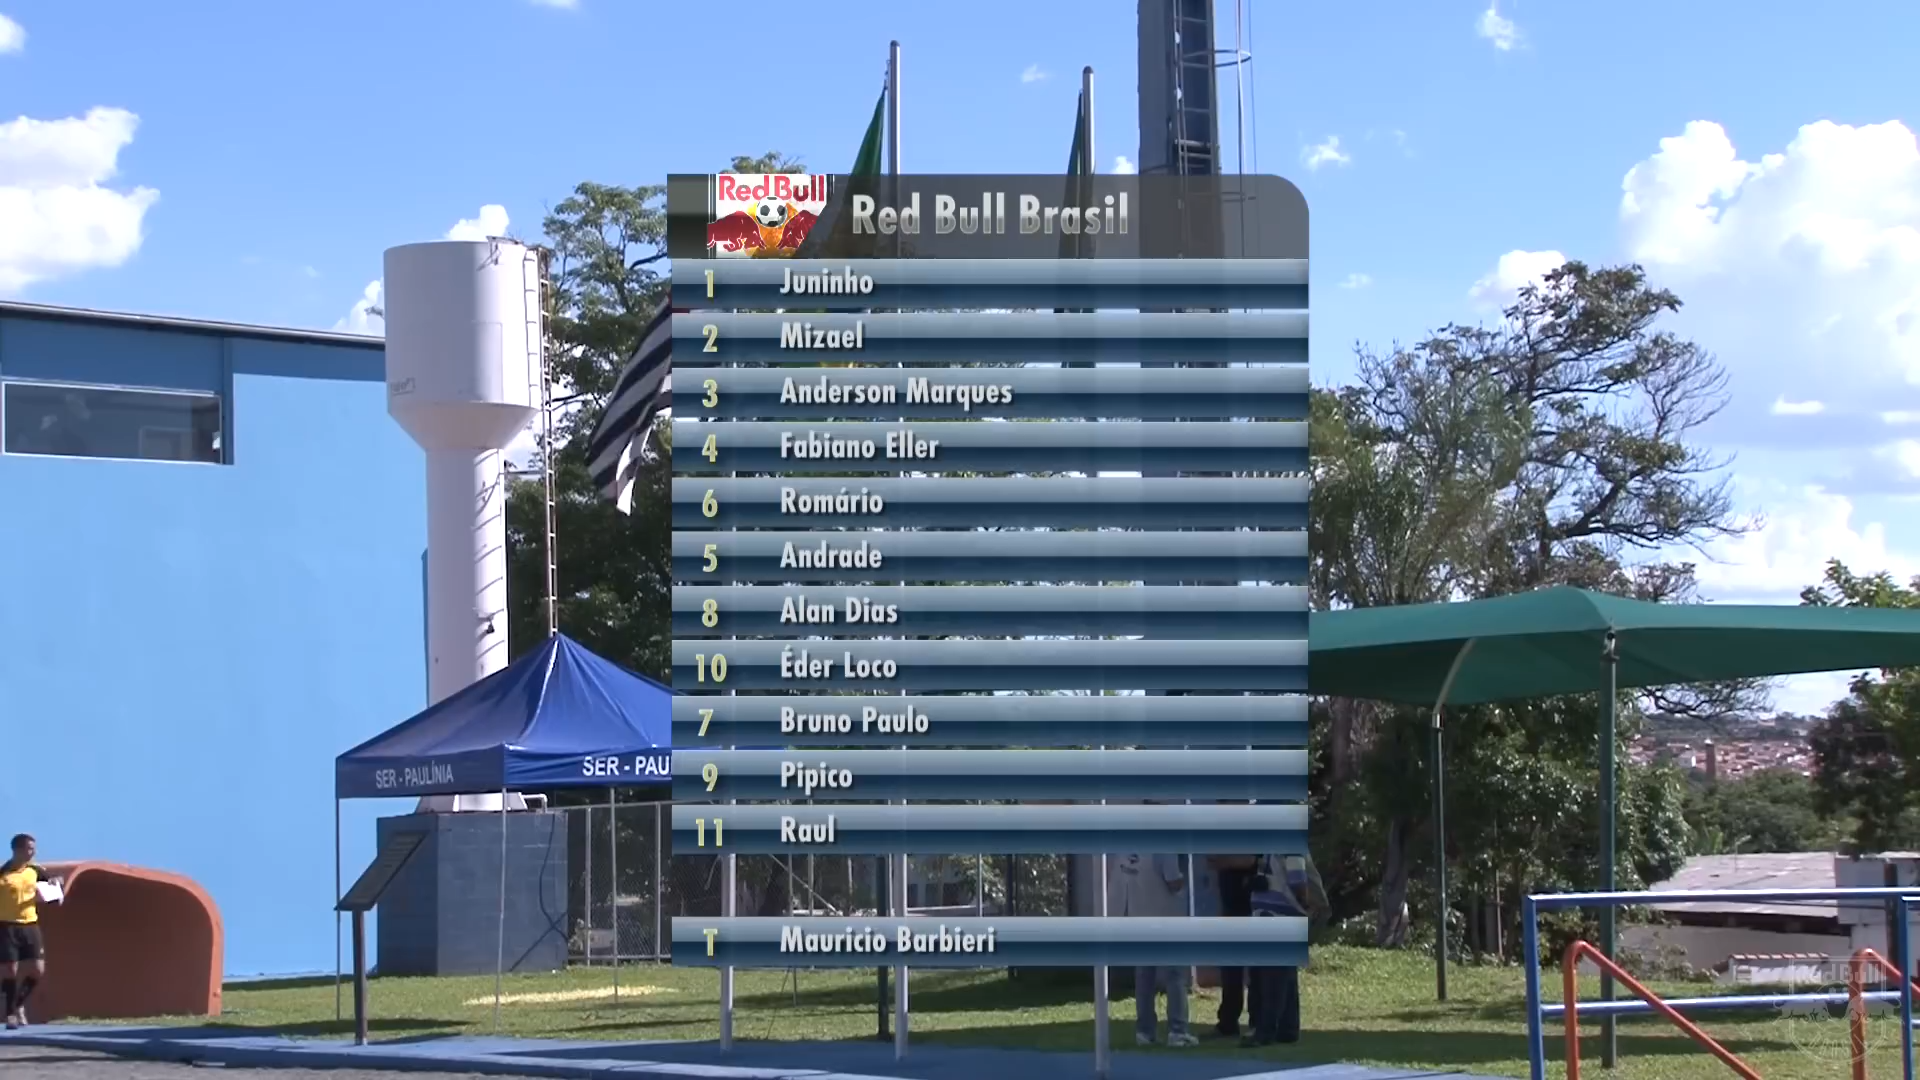 RedBull
Red Bull Brasil
1 Juninho
2 Mizael
3 Anderson Marques
4 Fabiano Eller
6 Romário
5 Andrade
8 Alan Dias
10 Éder Loco
7 Bruno Paulo
9 Pipico
11 Raul
T Mauricio Barbieri
SER - PAULÍNIA
SER - PAU
Red Bull